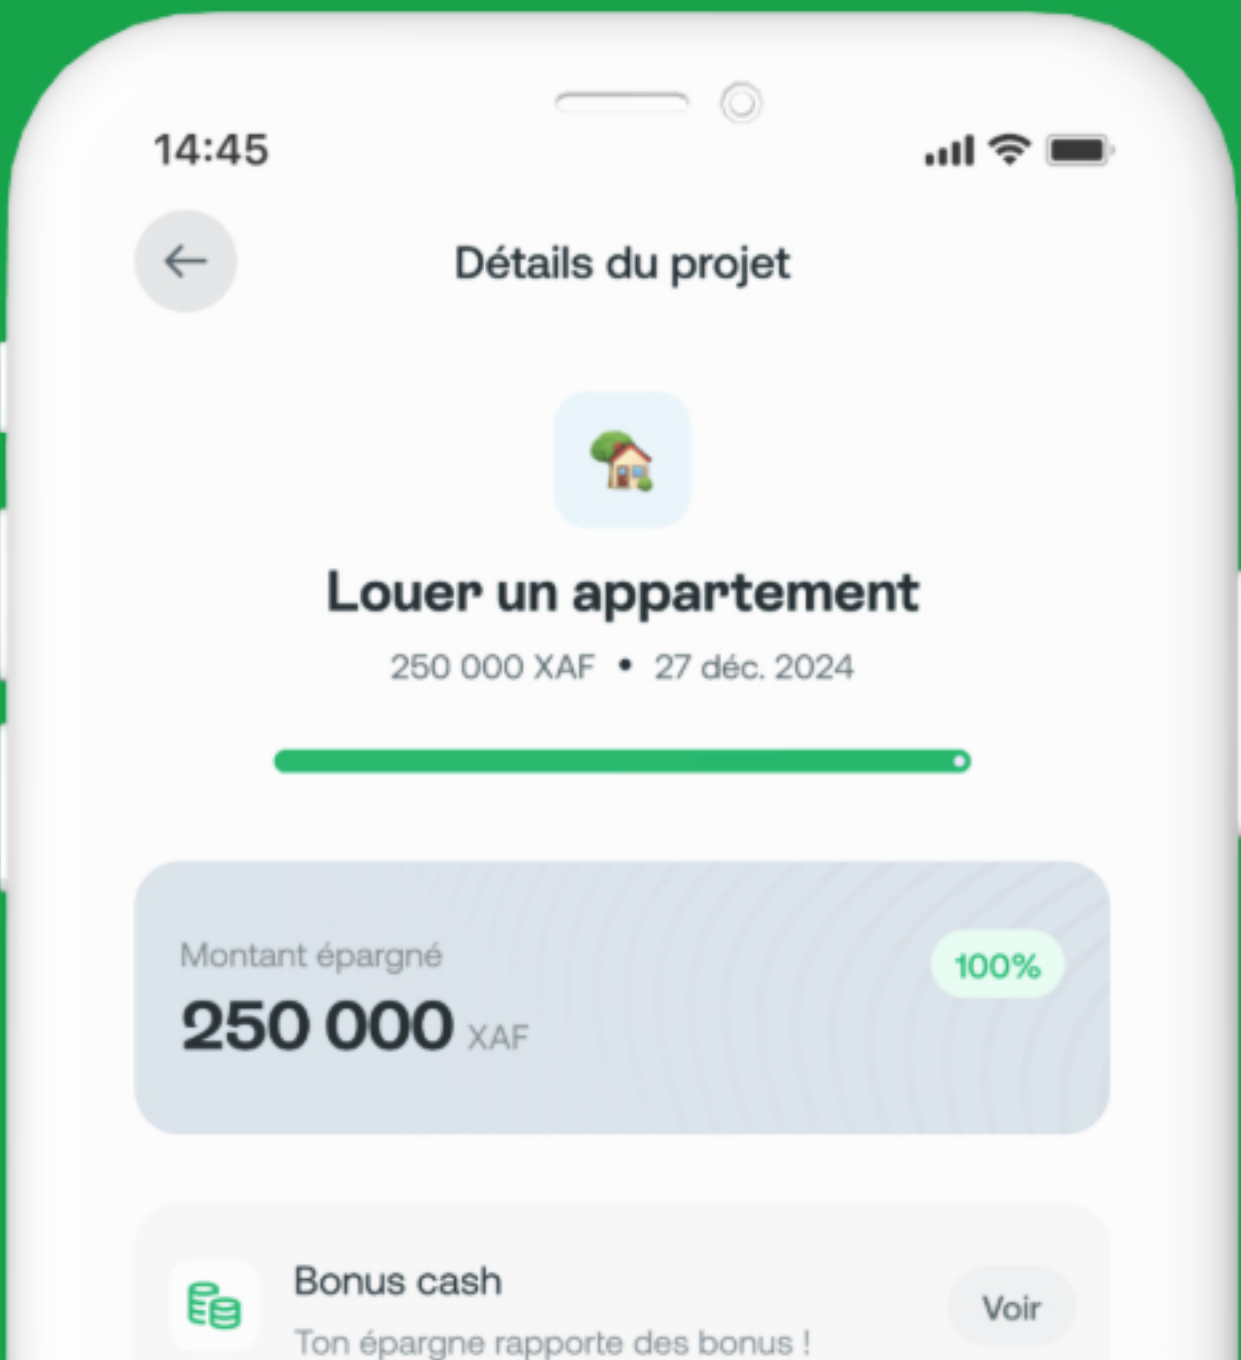 14:45
Détails du projet
Louer un appartement
250 000 XAF • 27 déc. 2024
Montant épargné
100%
250 000 XAF
Bonus cash
Voir
Ton épargne rapporte des bonus !